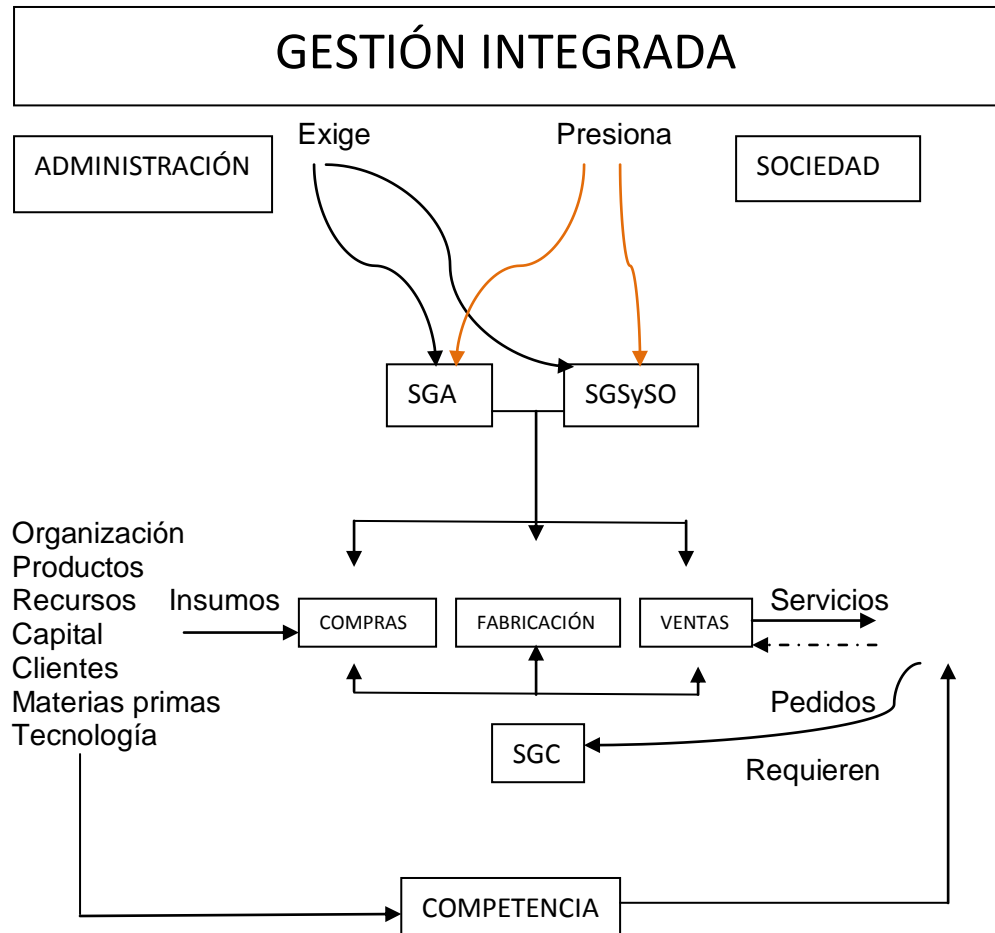 GESTIÓN INTEGRADA
Exige
Presiona
ADMINISTRACIÓN
SOCIEDAD
SGA
SGSySO
Organización
Productos
Recursos
Capital
Clientes
Materias primas
Tecnología
Insumos
COMPRAS
FABRICACIÓN
VENTAS
Servicios
Pedidos
SGC
Requieren
COMPETENCIA